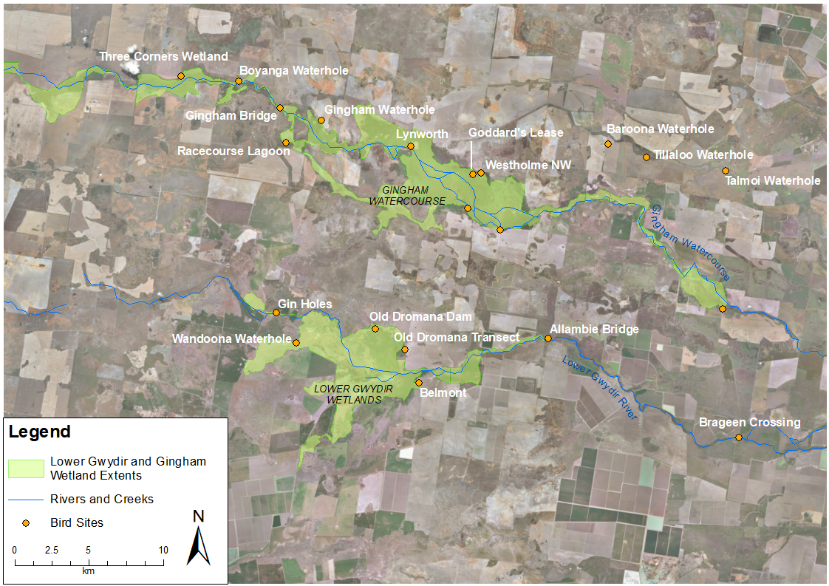 Three Corners Wetland
Boyanga Waterhole
Gingham Bridge
Gingham Waterhole
Racecourse Lagoon
Lynworth
Goddard's Lease
Westholme NW
Baroona Waterhole
Tillaloo Waterhole
Talmoi Waterhole
GINGHAM
WATERCOURSE
Gingham Watercourse
Gin Holes
Old Dromana Dam
Wandoona Waterhole
Old Dromana Transect
Allambie Bridge
LOWER GWYDIR
WETLANDS
Belmont
Lower Gwydir River
Brageen Crossing
Legend
Lower Gwydir and Gingham
Wetland Extents
Rivers and Creeks
Bird Sites
N
0 2.5 5 10
km